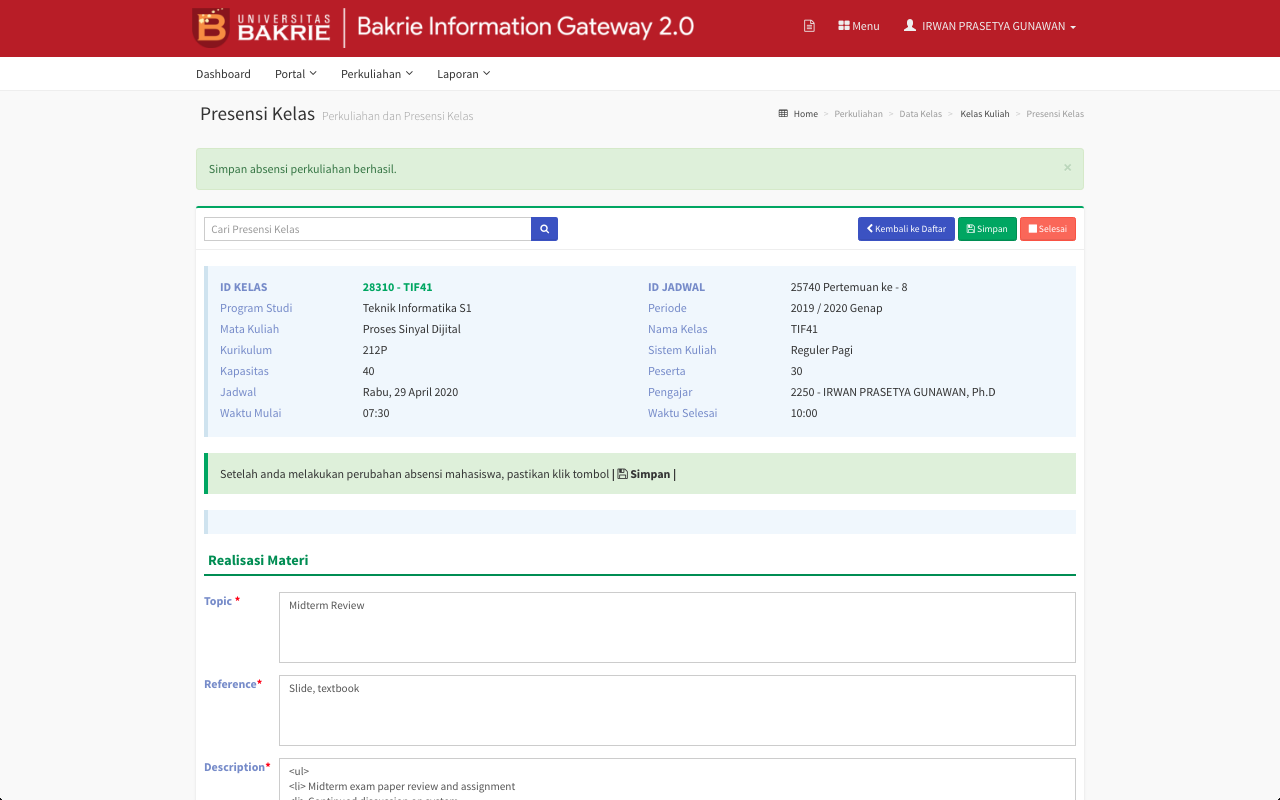 UNIVERSITAS
BAKRIE
Bakrie Information Gateway 2.0
Menu
IRWAN PRASETYA GUNAWAN
Dashboard Portal Perkuliahan Laporan
Presensi Kelas Perkuliahan dan Presensi Kelas
Home > Perkuliahan > Data Kelas > Kelas Kuliah > Presensi Kelas
Simpan absensi perkuliahan berhasil. ×
Cari Presensi Kelas
Kembali ke Daftar Simpan Selesai
ID KELAS 28310 - TIF41 ID JADWAL 25740 Pertemuan ke - 8
Program Studi Teknik Informatika S1 Periode 2019 / 2020 Genap
Mata Kuliah Proses Sinyal Dijital Nama Kelas TIF41
Kurikulum 212P Sistem Kuliah Reguler Pagi
Kapasitas 40 Peserta 30
Jadwal Rabu, 29 April 2020 Pengajar 2250 - IRWAN PRASETYA GUNAWAN, Ph.D
Waktu Mulai 07:30 Waktu Selesai 10:00
Setelah anda melakukan perubahan absensi mahasiswa, pastikan klik tombol | Simpan |
Realisasi Materi
Topic * Midterm Review
Reference* Slide, textbook
Description* <ul>
<li> Midterm exam paper review and assignment